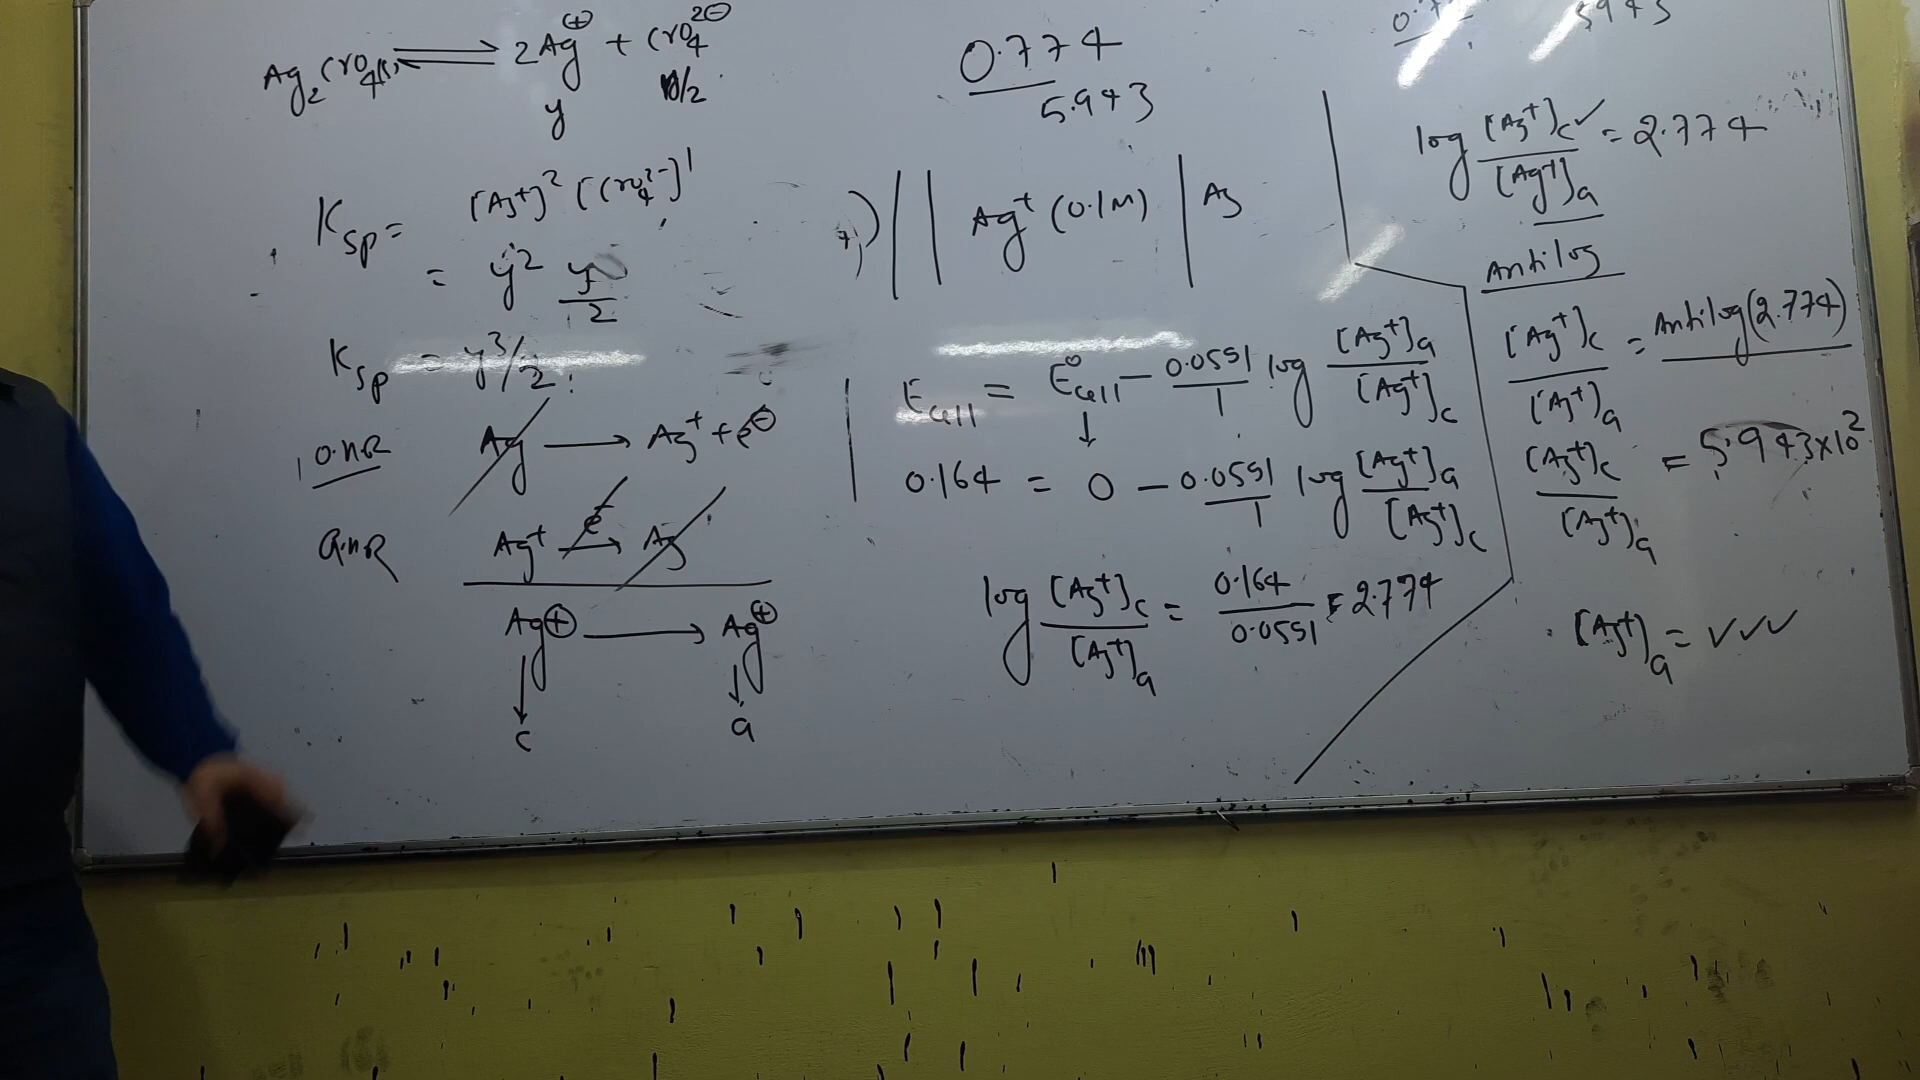 Ag₂CrO₄(s) ⇌ 2Ag⊕ + CrO₄²⊖
y /2
Ksp = [Ag⁺]² [CrO₄²⁻]¹
= y² y/2
Ksp = y³/2
O.H.R Ag → Ag⁺ + e⊖
R.H.R Ag⁺ →(e⁻) Ag
Ag⊕ → Ag⊕
↓ ↓
c a
0.774
5.943
|| Ag⁺ (0.1M) | Ag
Ecell = E°cell − 0.0591/1 log [Ag⁺]a/[Ag⁺]c
↓
0.164 = 0 − 0.0591/1 log [Ag⁺]a/[Ag⁺]c
log [Ag⁺]c/[Ag⁺]a = 0.164/0.0591 = 2.774
5943
log [Ag⁺]c✓/[Ag⁺]a = 2.774
Antilog
[Ag⁺]c/[Ag⁺]a = Antilog(2.774)
[Ag⁺]c/[Ag⁺]a = 5.943×10²
[Ag⁺]a = ✓✓✓